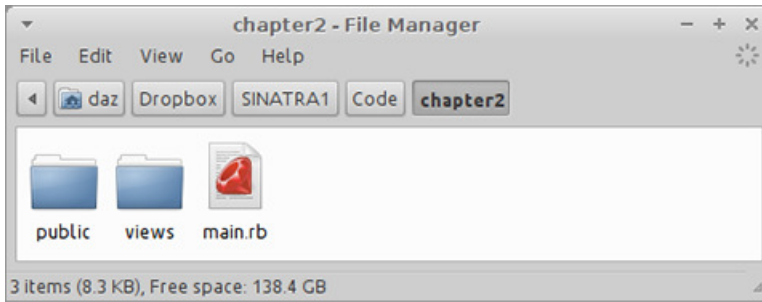 chapter2 - File Manager
File Edit View Go Help
daz Dropbox SINATRA1 Code chapter2
public views main.rb
3 items (8.3 KB), Free space: 138.4 GB